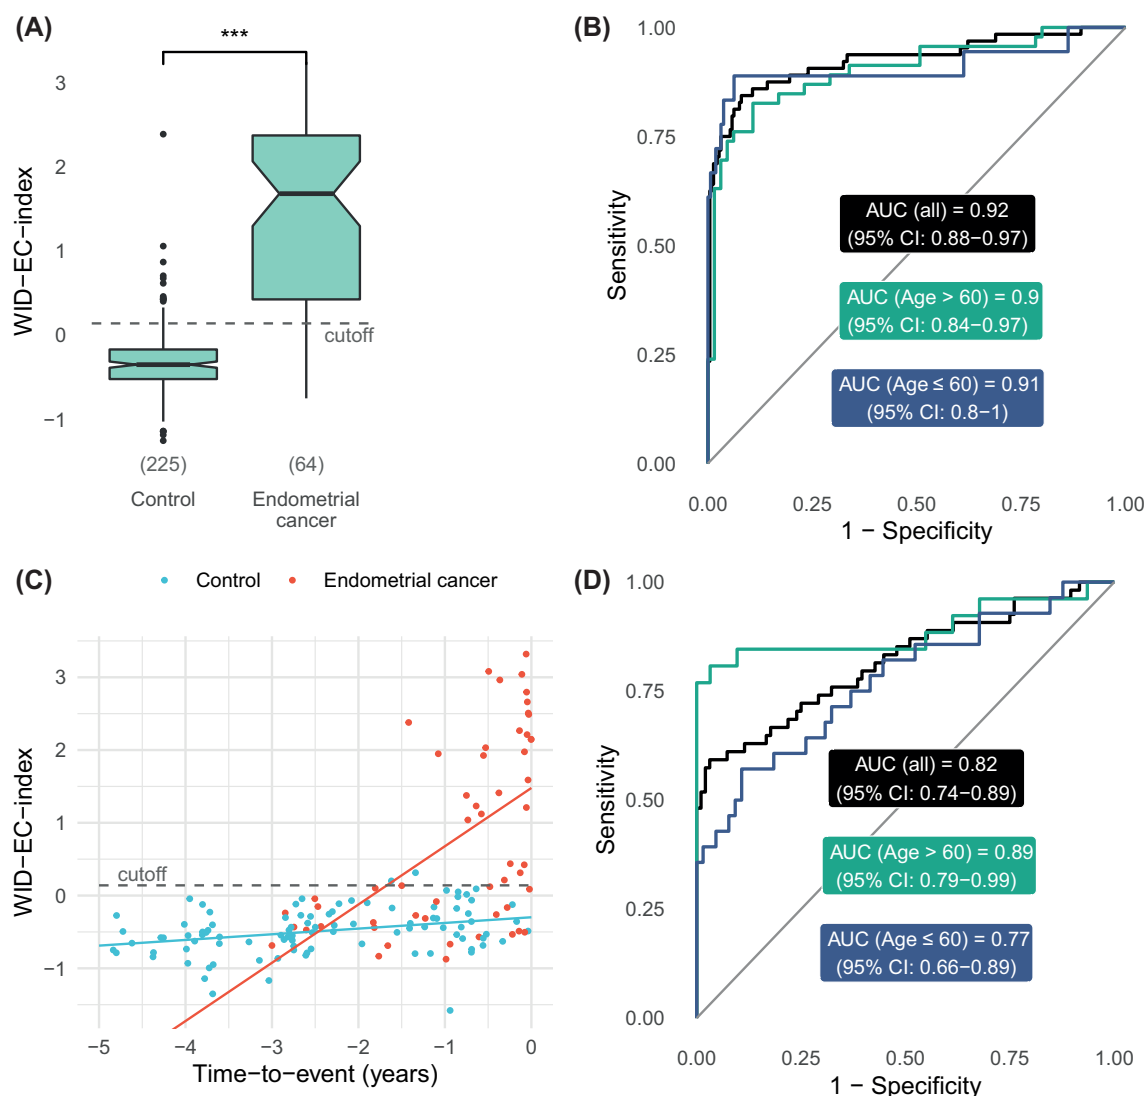 (A)
***
3
2
1
0
−1
WID−EC−index
cutoff
(225)
(64)
Control
Endometrial
cancer
(B)
1.00
0.75
0.50
0.25
0.00
Sensitivity
AUC (all) = 0.92
(95% CI: 0.88−0.97)
AUC (Age > 60) = 0.9
(95% CI: 0.84−0.97)
AUC (Age ≤ 60) = 0.91
(95% CI: 0.8−1)
0.00
0.25
0.50
0.75
1.00
1 − Specificity
(C)
Control
Endometrial cancer
3
2
1
0
−1
WID−EC−index
cutoff
−5
−4
−3
−2
−1
0
Time−to−event (years)
(D)
1.00
0.75
0.50
0.25
0.00
Sensitivity
AUC (all) = 0.82
(95% CI: 0.74−0.89)
AUC (Age > 60) = 0.89
(95% CI: 0.79−0.99)
AUC (Age ≤ 60) = 0.77
(95% CI: 0.66−0.89)
0.00
0.25
0.50
0.75
1.00
1 − Specificity